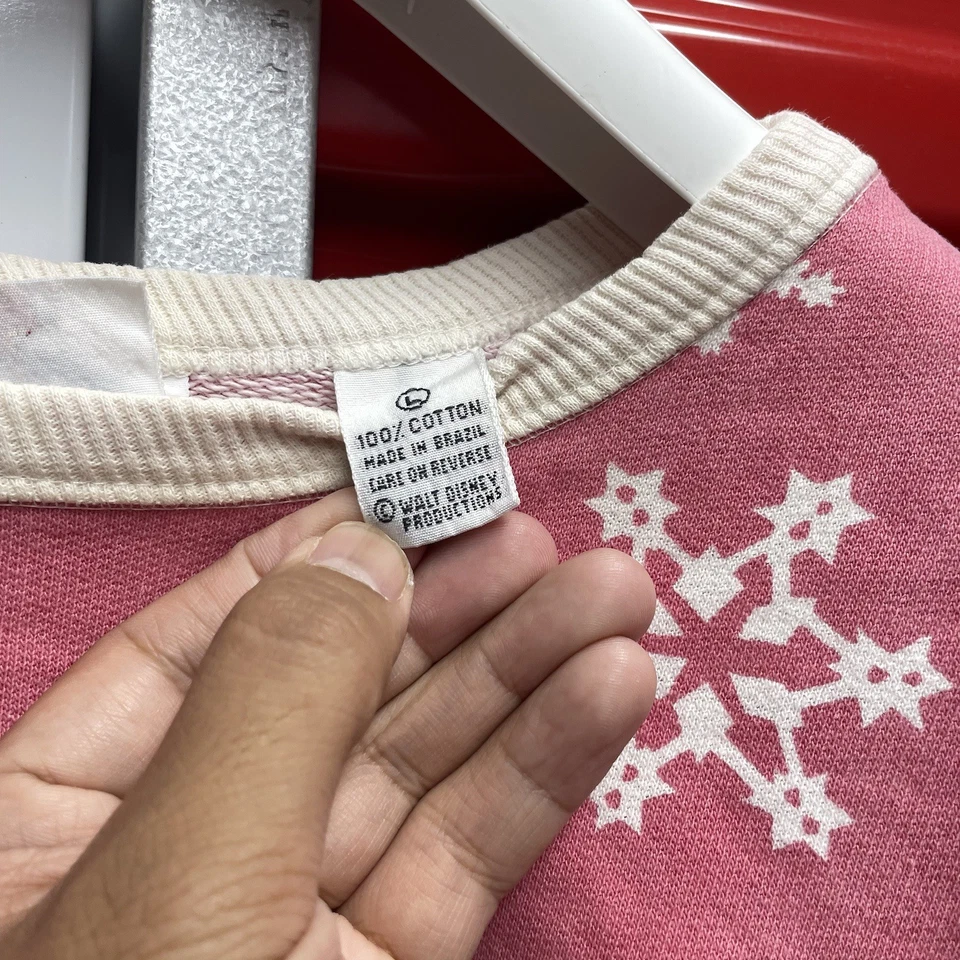 L
100% COTTON
MADE IN BRAZIL
CARE ON REVERSE
© WALT DISNEY
PRODUCTIONS